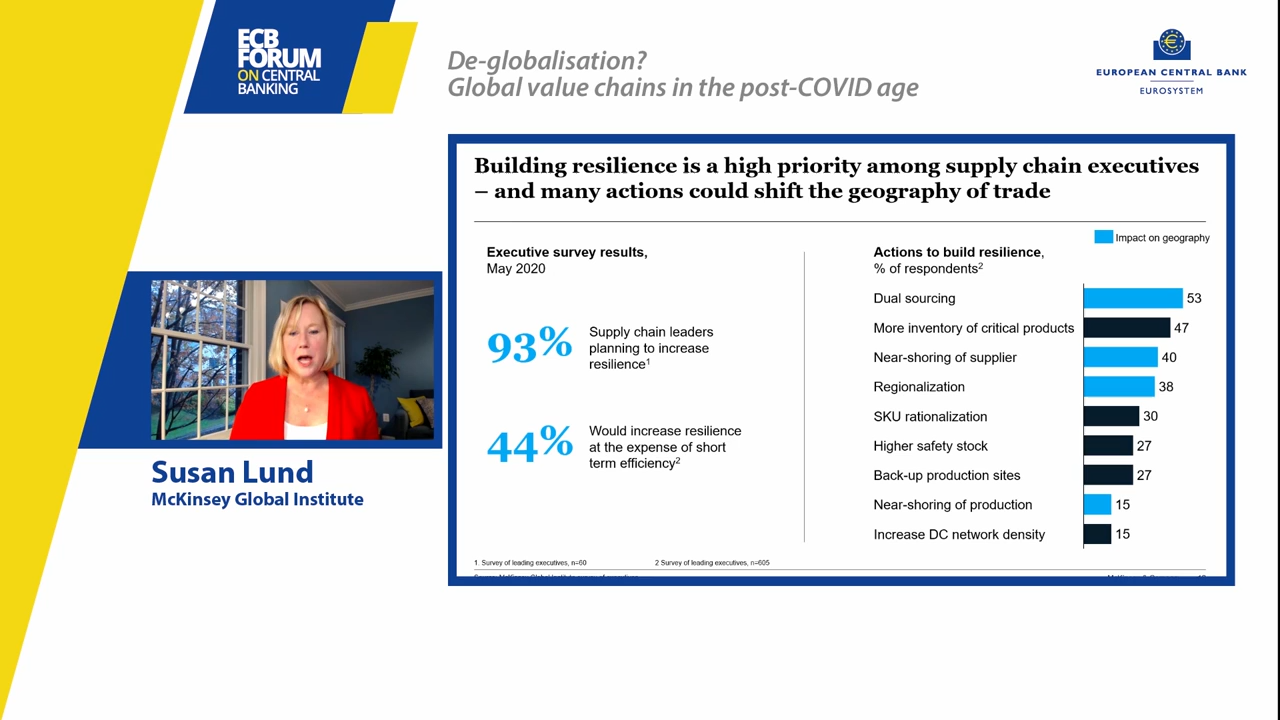 ECB
FORUM
ON CENTRAL
BANKING
De-globalisation?
Global value chains in the post-COVID age
EUROPEAN CENTRAL BANK
EUROSYSTEM
Building resilience is a high priority among supply chain executives
– and many actions could shift the geography of trade
Executive survey results,
May 2020
93% Supply chain leaders
planning to increase
resilience1
44% Would increase resilience
at the expense of short
term efficiency2
Impact on geography
Actions to build resilience,
% of respondents2
Dual sourcing 53
More inventory of critical products 47
Near-shoring of supplier 40
Regionalization 38
SKU rationalization 30
Higher safety stock 27
Back-up production sites 27
Near-shoring of production 15
Increase DC network density 15
1. Survey of leading executives, n=60 2 Survey of leading executives, n=605
Susan Lund
McKinsey Global Institute